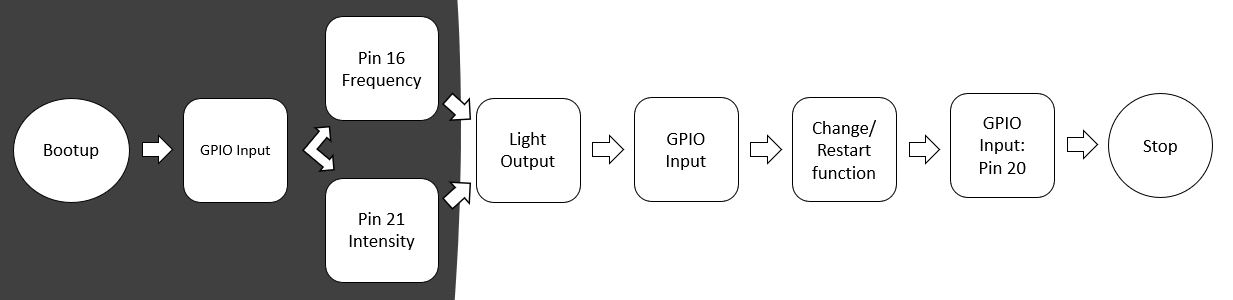 Bootup
GPIO Input
Pin 16
Frequency
Pin 21
Intensity
Light
Output
GPIO
Input
Change/
Restart
function
GPIO
Input:
Pin 20
Stop